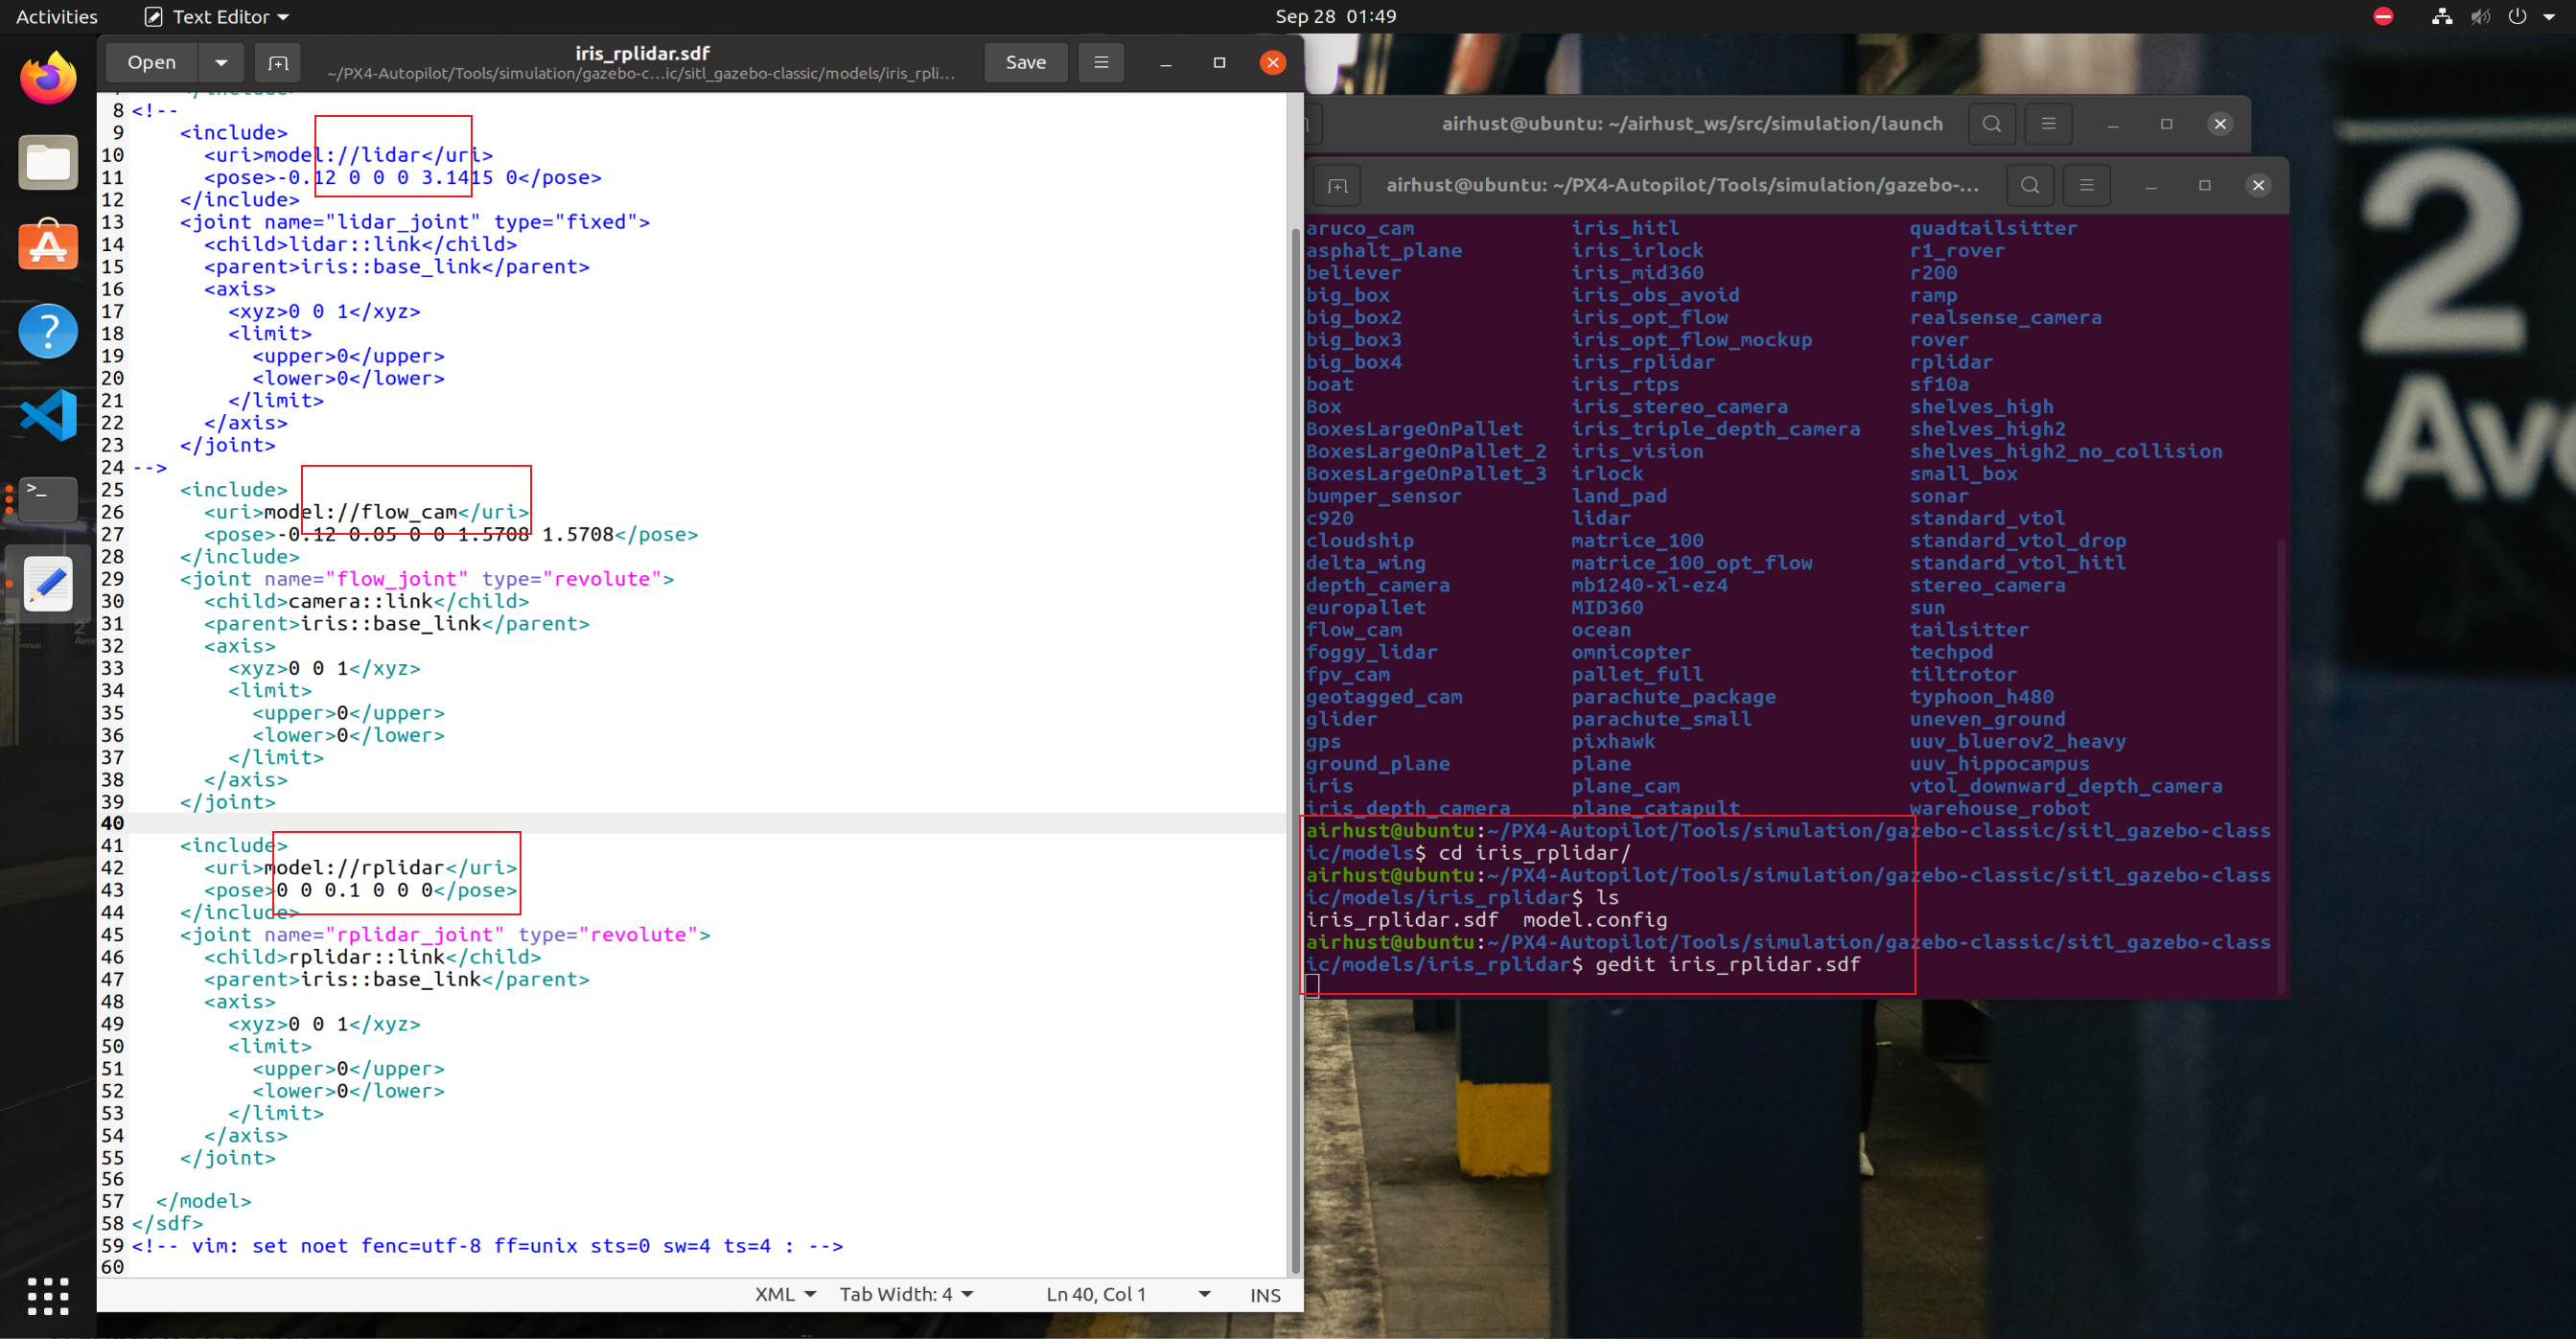 Activities
Text Editor
Sep 28 01:49
Open
iris_rplidar.sdf
~/PX4-Autopilot/Tools/simulation/gazebo-c...ic/sitl_gazebo-classic/models/iris_rpli...
Save
8 <!--
9 <include>
10 <uri>model://lidar</uri>
11 <pose>-0.12 0 0 0 3.1415 0</pose>
12 </include>
13 <joint name="lidar_joint" type="fixed">
14 <child>lidar::link</child>
15 <parent>iris::base_link</parent>
16 <axis>
17 <xyz>0 0 1</xyz>
18 <limit>
19 <upper>0</upper>
20 <lower>0</lower>
21 </limit>
22 </axis>
23 </joint>
24 -->
25 <include>
26 <uri>model://flow_cam</uri>
27 <pose>-0.12 0.05 0 0 1.5708 1.5708</pose>
28 </include>
29 <joint name="flow_joint" type="revolute">
30 <child>camera::link</child>
31 <parent>iris::base_link</parent>
32 <axis>
33 <xyz>0 0 1</xyz>
34 <limit>
35 <upper>0</upper>
36 <lower>0</lower>
37 </limit>
38 </axis>
39 </joint>
40
41 <include>
42 <uri>model://rplidar</uri>
43 <pose>0 0 0.1 0 0 0</pose>
44 </include>
45 <joint name="rplidar_joint" type="revolute">
46 <child>rplidar::link</child>
47 <parent>iris::base_link</parent>
48 <axis>
49 <xyz>0 0 1</xyz>
50 <limit>
51 <upper>0</upper>
52 <lower>0</lower>
53 </limit>
54 </axis>
55 </joint>
56
57 </model>
58 </sdf>
59 <!-- vim: set noet fenc=utf-8 ff=unix sts=0 sw=4 ts=4 : -->
60
XML
Tab Width: 4
Ln 40, Col 1
INS
airhust@ubuntu: ~/airhust_ws/src/simulation/launch
airhust@ubuntu: ~/PX4-Autopilot/Tools/simulation/gazebo-...
aruco_cam iris_hitl quadtailsitter
asphalt_plane iris_irlock r1_rover
believer iris_mid360 r200
big_box iris_obs_avoid ramp
big_box2 iris_opt_flow realsense_camera
big_box3 iris_opt_flow_mockup rover
big_box4 iris_rplidar rplidar
boat iris_rtps sf10a
Box iris_stereo_camera shelves_high
BoxesLargeOnPallet iris_triple_depth_camera shelves_high2
BoxesLargeOnPallet_2 iris_vision shelves_high2_no_collision
BoxesLargeOnPallet_3 irlock small_box
bumper_sensor land_pad sonar
c920 lidar standard_vtol
cloudship matrice_100 standard_vtol_drop
delta_wing matrice_100_opt_flow standard_vtol_hitl
depth_camera mb1240-xl-ez4 stereo_camera
europallet MID360 sun
flow_cam ocean tailsitter
foggy_lidar omnicopter techpod
fpv_cam pallet_full tiltrotor
geotagged_cam parachute_package typhoon_h480
glider parachute_small uneven_ground
gps pixhawk uuv_bluerov2_heavy
ground_plane plane uuv_hippocampus
iris plane_cam vtol_downward_depth_camera
iris_depth_camera plane_catapult warehouse_robot
airhust@ubuntu:~/PX4-Autopilot/Tools/simulation/gazebo-classic/sitl_gazebo-class
ic/models$ cd iris_rplidar/
airhust@ubuntu:~/PX4-Autopilot/Tools/simulation/gazebo-classic/sitl_gazebo-class
ic/models/iris_rplidar$ ls
iris_rplidar.sdf model.config
airhust@ubuntu:~/PX4-Autopilot/Tools/simulation/gazebo-classic/sitl_gazebo-class
ic/models/iris_rplidar$ gedit iris_rplidar.sdf
2
Ave